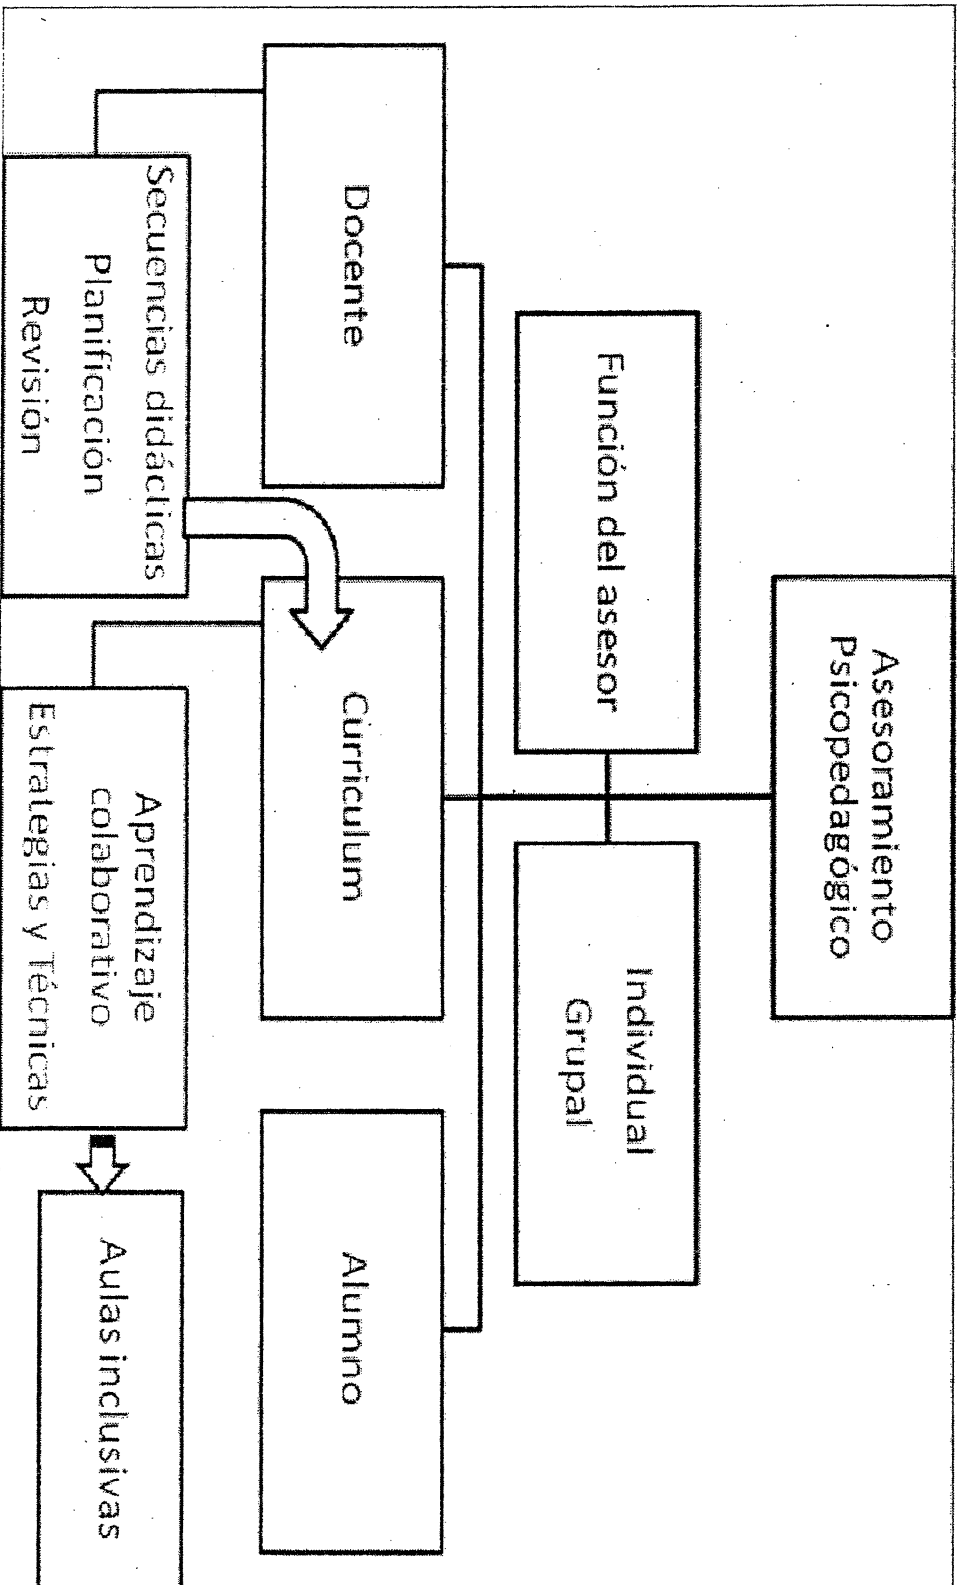 Asesoramiento
Psicopedagógico
Función del asesor
Individual
Grupal
Docente
Curriculum
Alumno
Secuencias didácticas
Planificación
Revisión
Aprendizaje
colaborativo
Estrategias y Técnicas
Aulas inclusivas